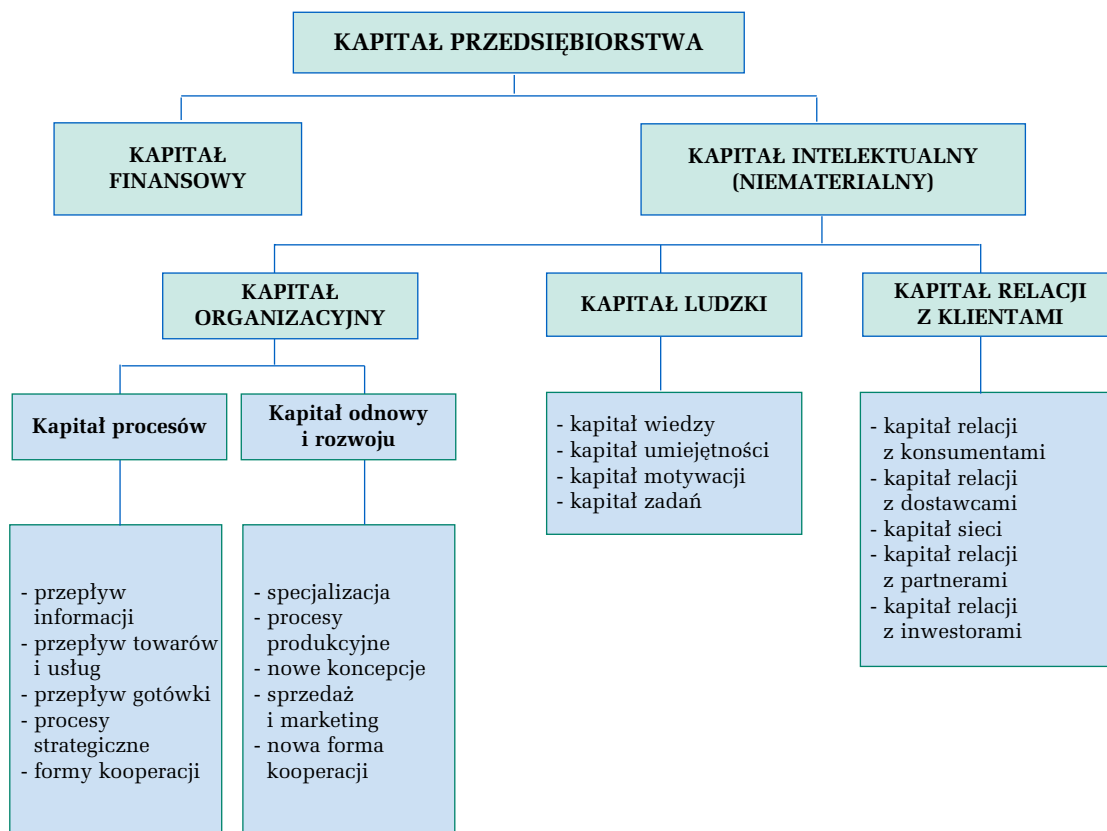 KAPITAŁ PRZEDSIĘBIORSTWA
KAPITAŁ
FINANSOWY
KAPITAŁ INTELEKTUALNY
(NIEMATERIALNY)
KAPITAŁ
ORGANIZACYJNY
KAPITAŁ LUDZKI
KAPITAŁ RELACJI
Z KLIENTAMI
Kapitał procesów
Kapitał odnowy
i rozwoju
- kapitał wiedzy
- kapitał umiejętności
- kapitał motywacji
- kapitał zadań
- kapitał relacji
z konsumentami
- kapitał relacji
z dostawcami
- kapitał sieci
- kapitał relacji
z partnerami
- kapitał relacji
z inwestorami
- przepływ
informacji
- przepływ towarów
i usług
- przepływ gotówki
- procesy
strategiczne
- formy kooperacji
- specjalizacja
- procesy
produkcyjne
- nowe koncepcje
- sprzedaż
i marketing
- nowa forma
kooperacji